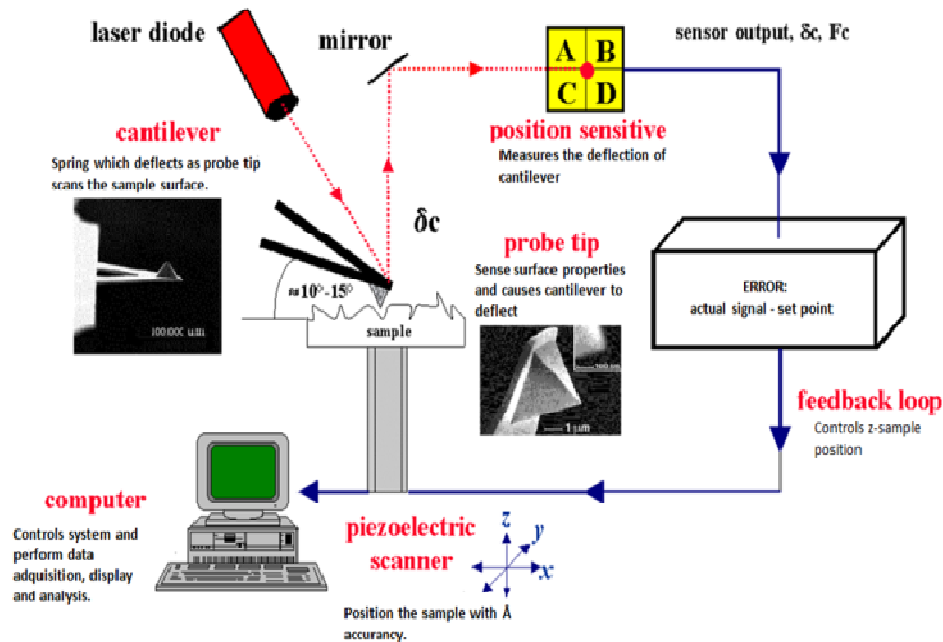 laser diode
mirror
A B
C D
sensor output, δc, Fc
cantilever
Spring which deflects as probe tip
scans the sample surface.
100.000 um
position sensitive
Measures the deflection of
cantilever
δc
≈10°-15°
sample
probe tip
Sense surface properties
and causes cantilever to
deflect
1 μm
ERROR:
actual signal - set point
feedback loop
Controls z-sample
position
computer
Controls system and
perform data
adquisition, display
and analysis.
piezoelectric
scanner
z
y
x
Position the sample with Å
accurancy.